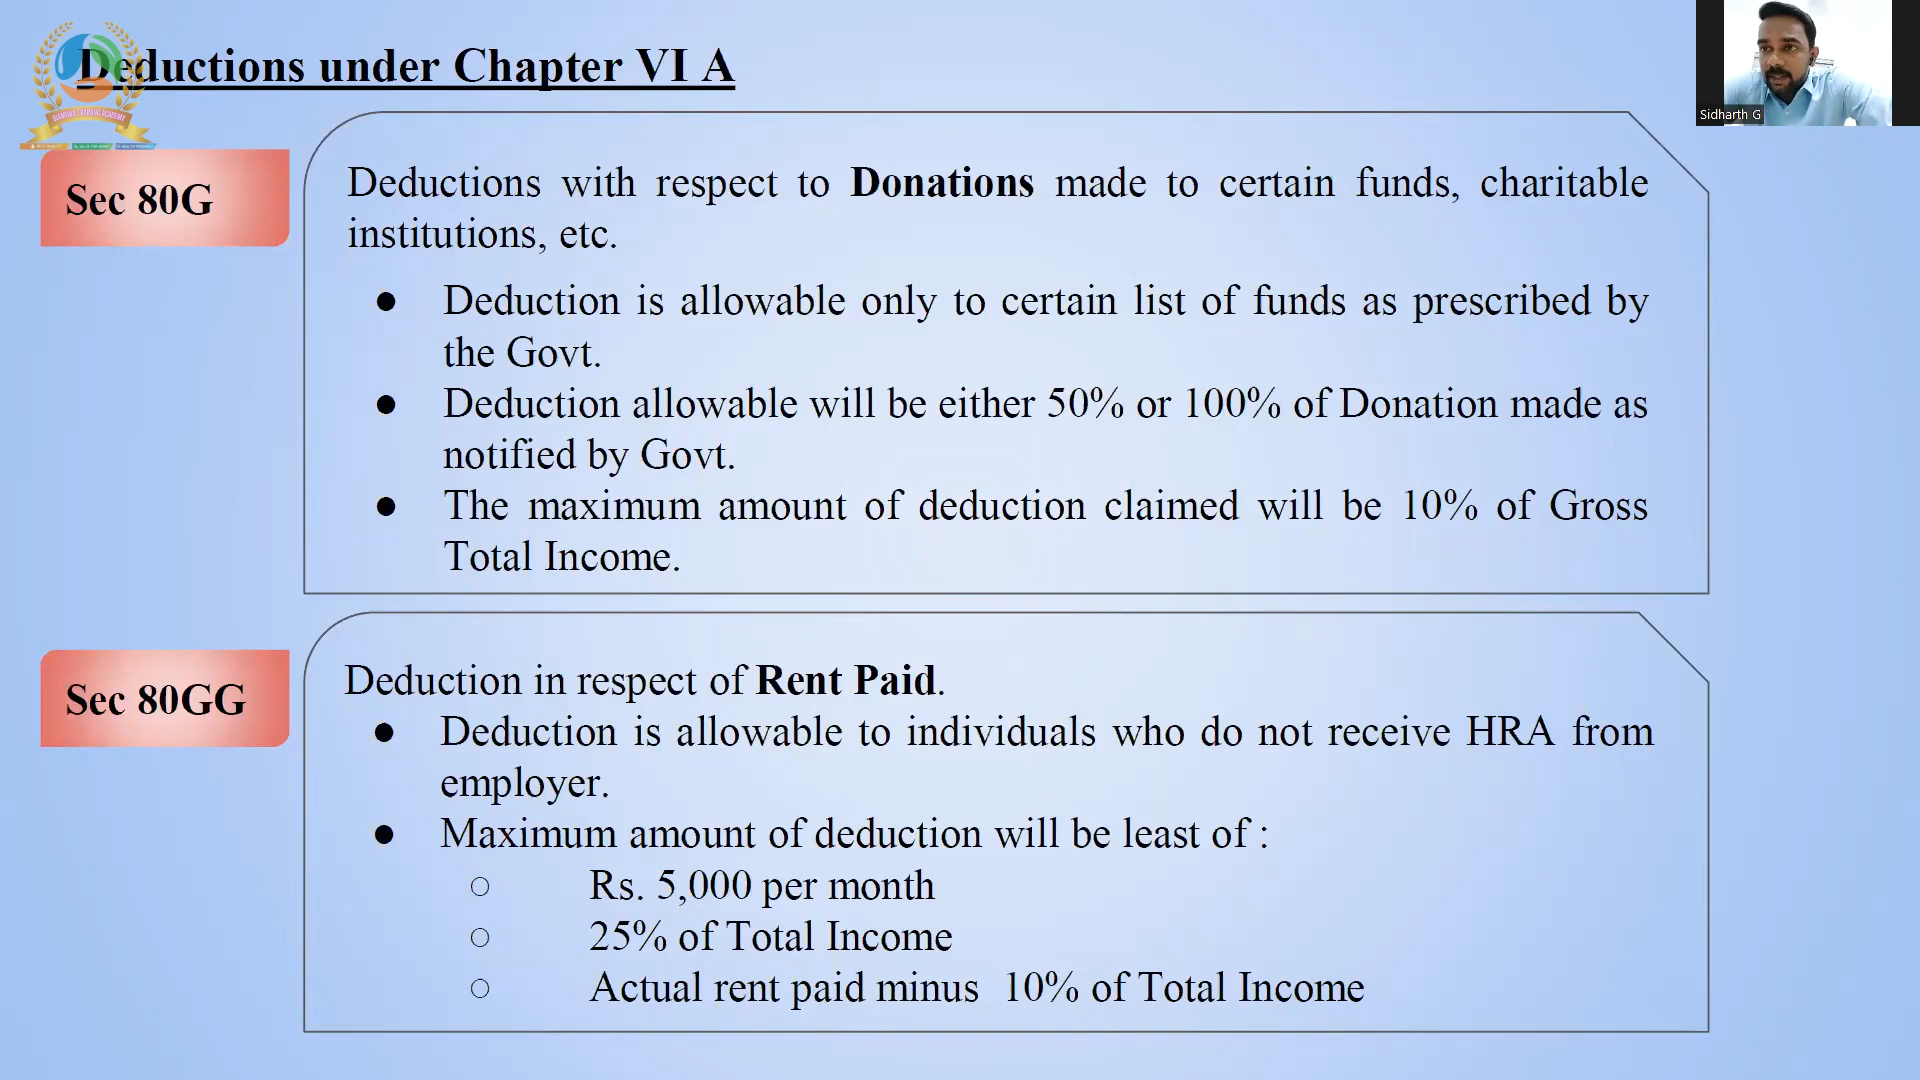 Deductions under Chapter VI A
DIAMOND TRAINING ACADEMY
Sidharth G
Sec 80G
Deductions with respect to Donations made to certain funds, charitable
institutions, etc.
● Deduction is allowable only to certain list of funds as prescribed by
the Govt.
● Deduction allowable will be either 50% or 100% of Donation made as
notified by Govt.
● The maximum amount of deduction claimed will be 10% of Gross
Total Income.
Sec 80GG
Deduction in respect of Rent Paid.
● Deduction is allowable to individuals who do not receive HRA from
employer.
● Maximum amount of deduction will be least of :
○ Rs. 5,000 per month
○ 25% of Total Income
○ Actual rent paid minus 10% of Total Income